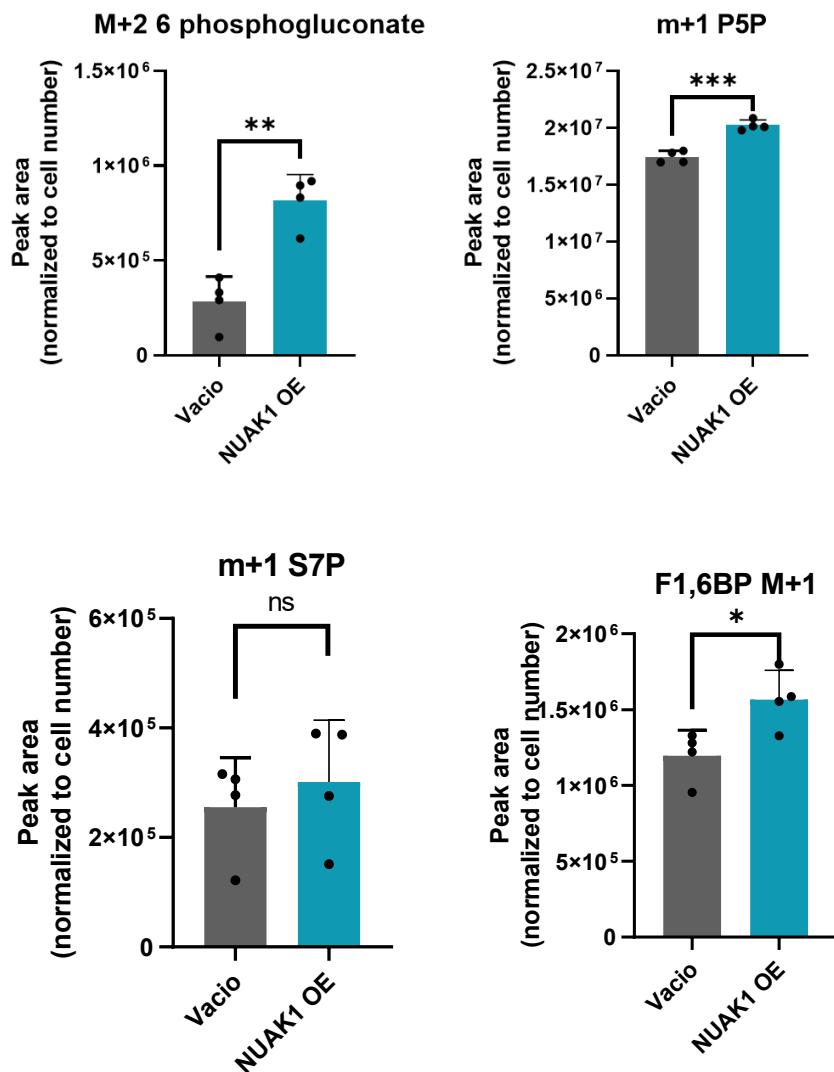 M+2 6 phosphogluconate
Peak area
(normalized to cell number)
1.5×10⁶
1×10⁶
5×10⁵
0
**
Vacio
NUAK1 OE
m+1 P5P
Peak area
(normalized to cell number)
2.5×10⁷
2×10⁷
1.5×10⁷
1×10⁷
5×10⁶
0
***
Vacio
NUAK1 OE
m+1 S7P
Peak area
(normalized to cell number)
6×10⁵
4×10⁵
2×10⁵
0
ns
Vacio
NUAK1 OE
F1,6BP M+1
Peak area
(normalized to cell number)
2×10⁶
1.5×10⁶
1×10⁶
5×10⁵
0
*
Vacio
NUAK1 OE